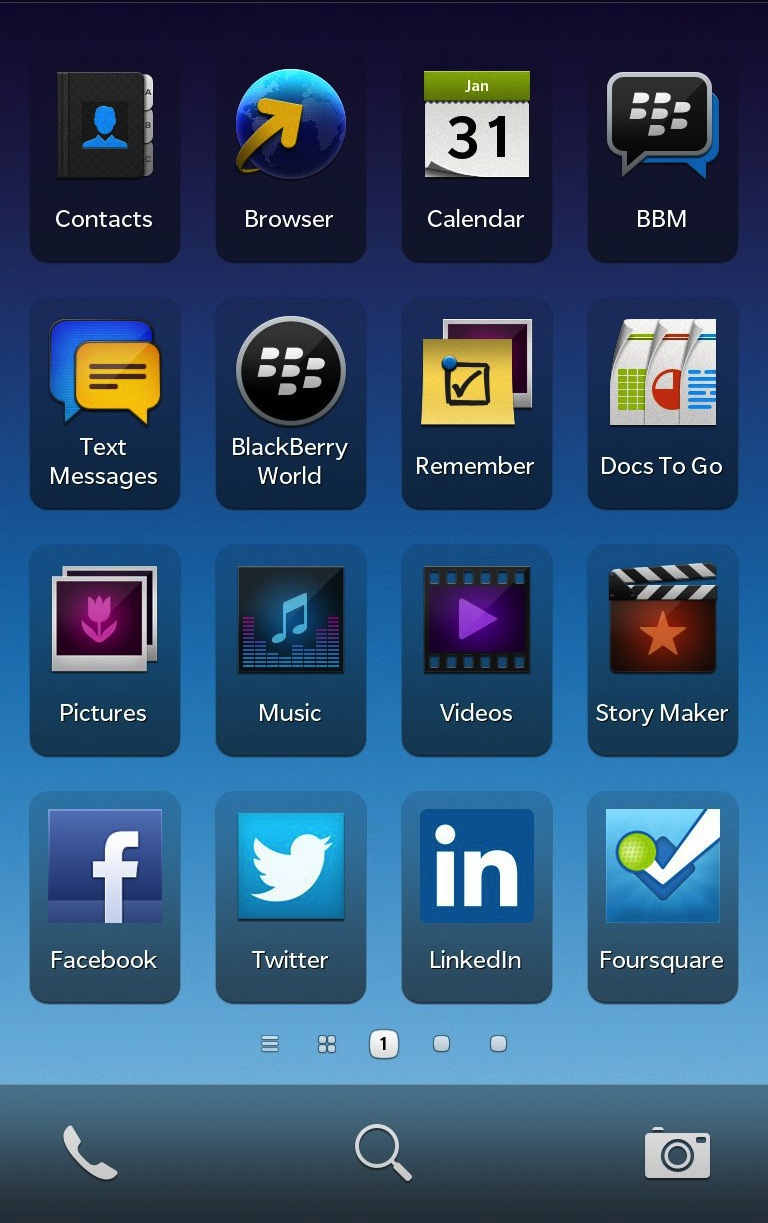 A
B
C
Contacts
Browser
Jan
31
Calendar
BBM
Text
Messages
BlackBerry
World
Remember
Docs To Go
Pictures
Music
Videos
Story Maker
f
Facebook
Twitter
in
LinkedIn
Foursquare
1